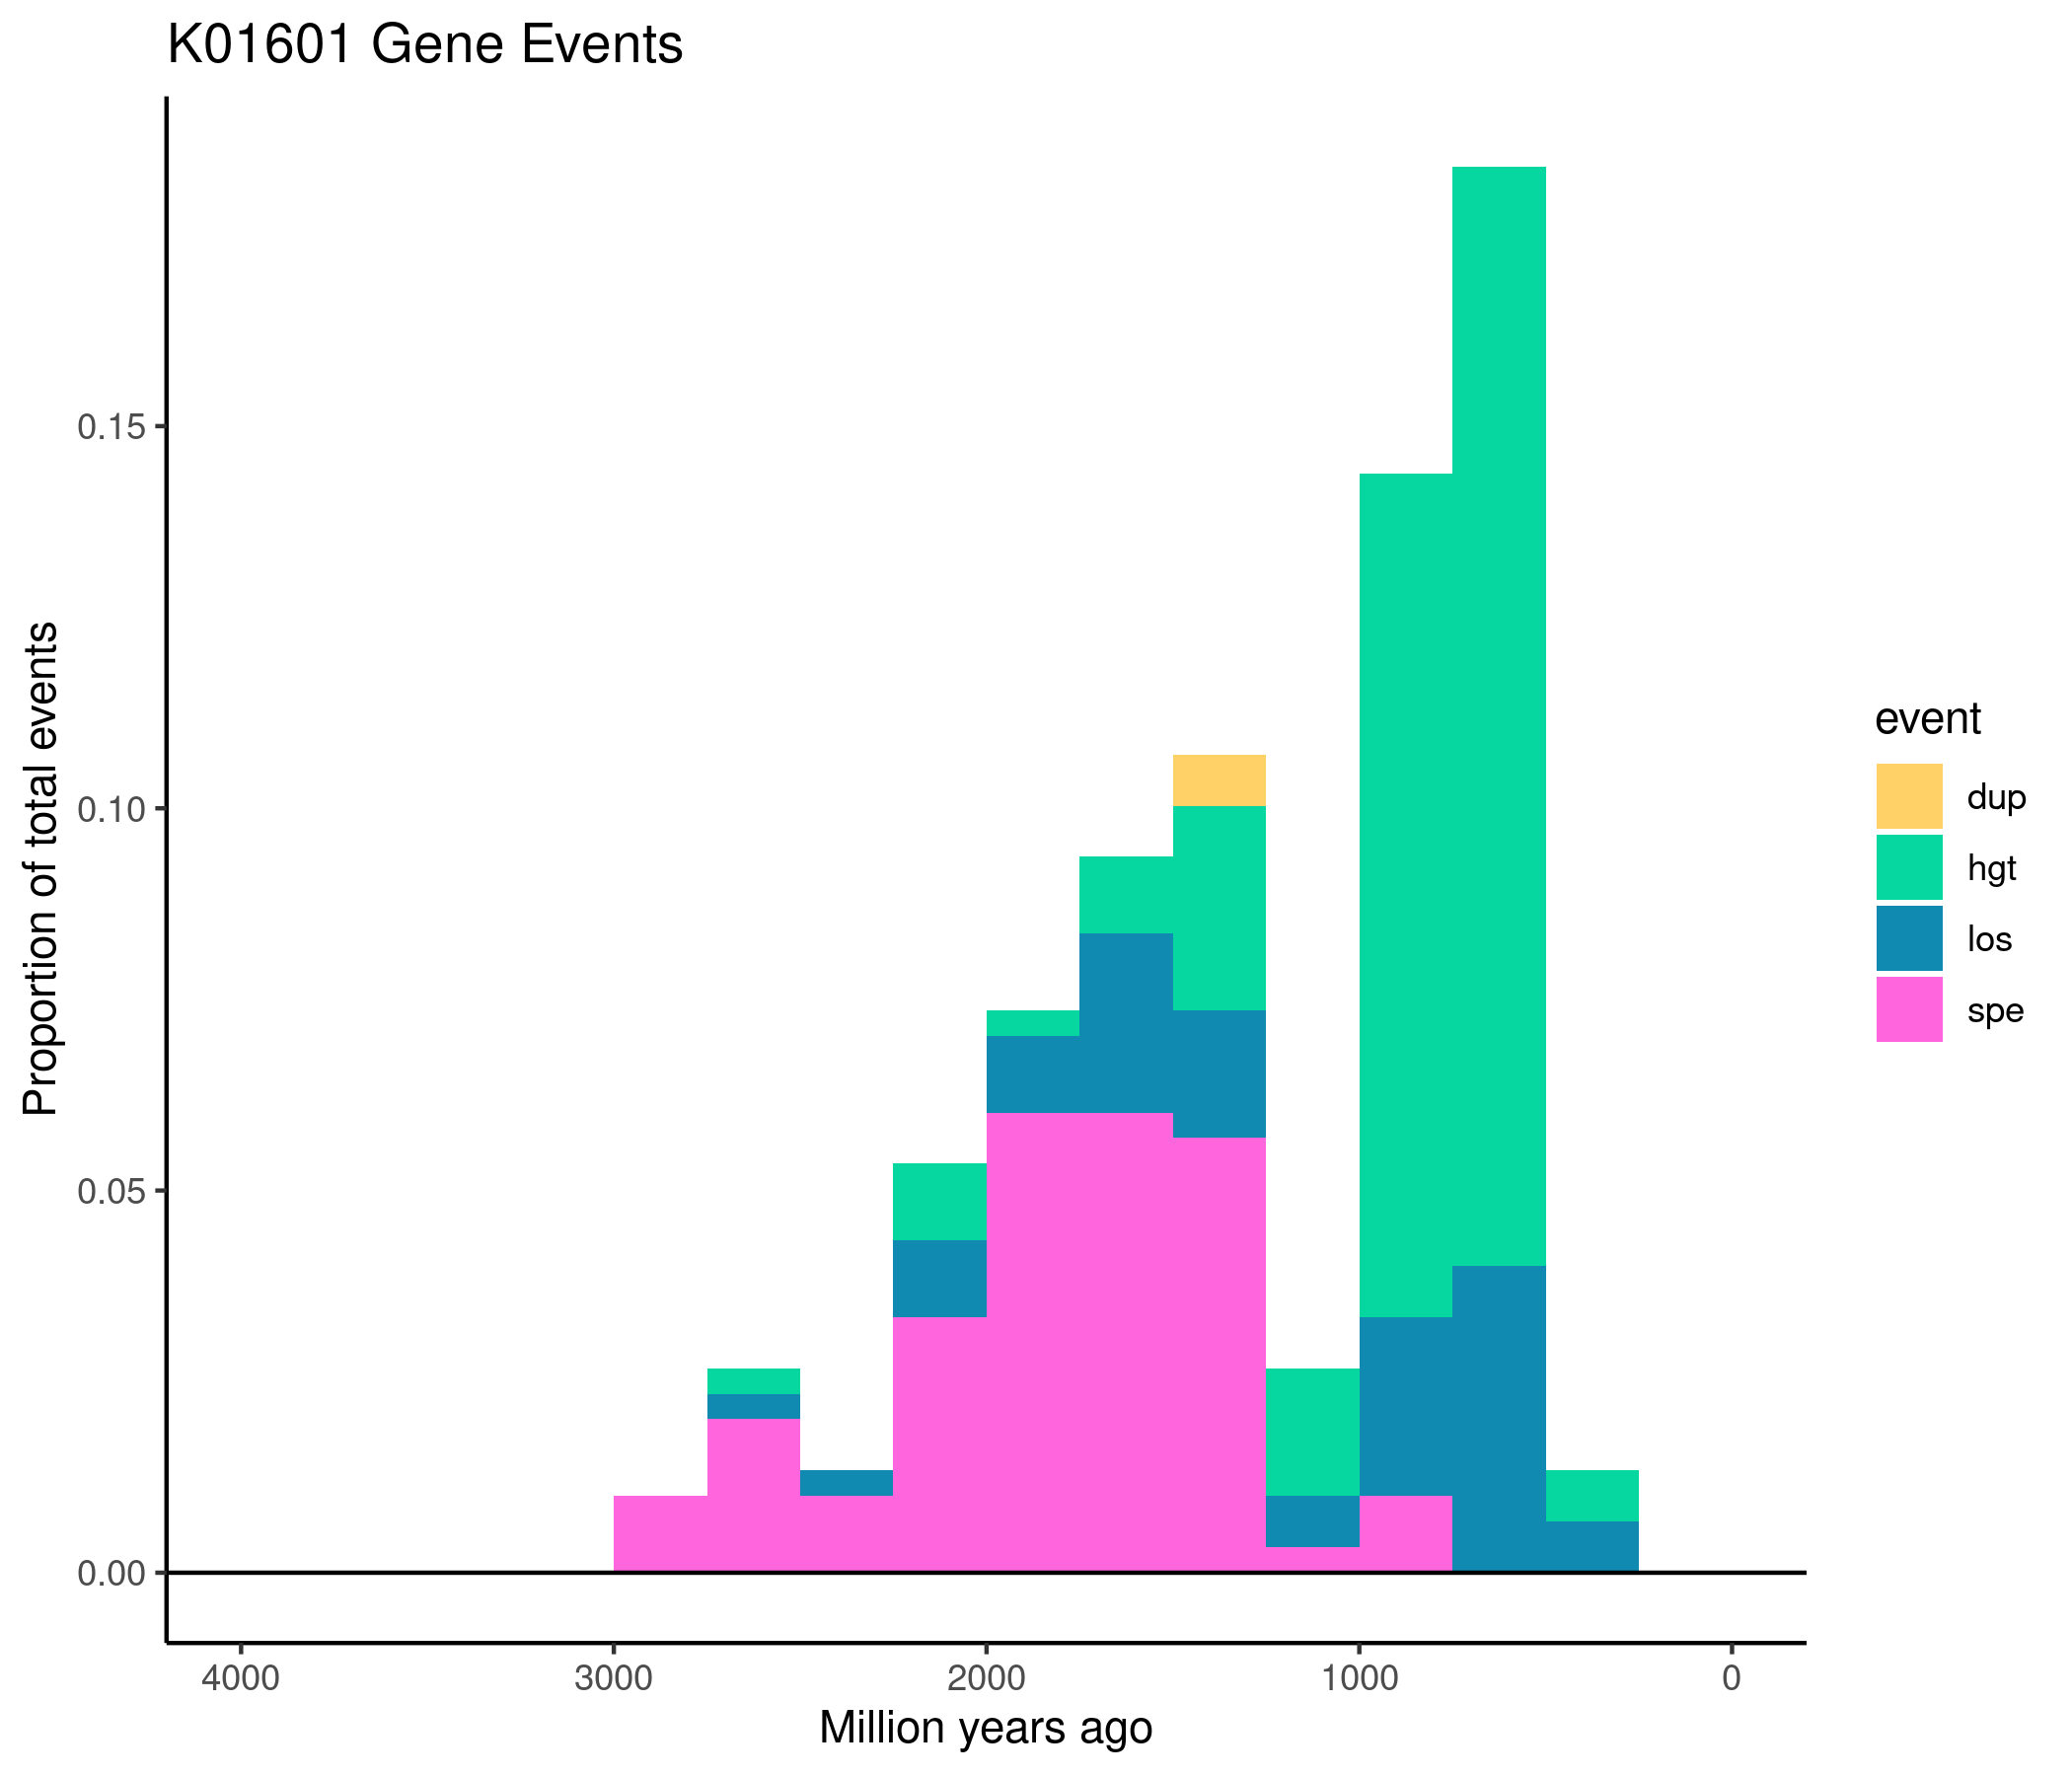 K01601 Gene Events
Proportion of total events
0.15
0.10
0.05
0.00
4000 3000 2000 1000 0
Million years ago
event
dup
hgt
los
spe